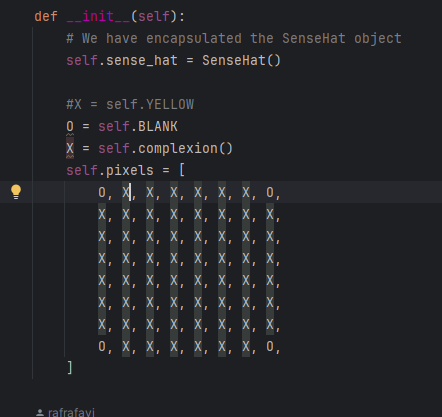 def __init__(self):
# We have encapsulated the SenseHat object
self.sense_hat = SenseHat()
#X = self.YELLOW
O = self.BLANK
X = self.complexion()
self.pixels = [
O, X, X, X, X, X, X, O,
X, X, X, X, X, X, X, X,
X, X, X, X, X, X, X, X,
X, X, X, X, X, X, X, X,
X, X, X, X, X, X, X, X,
X, X, X, X, X, X, X, X,
X, X, X, X, X, X, X, X,
O, X, X, X, X, X, X, O,
]
rafrafavi